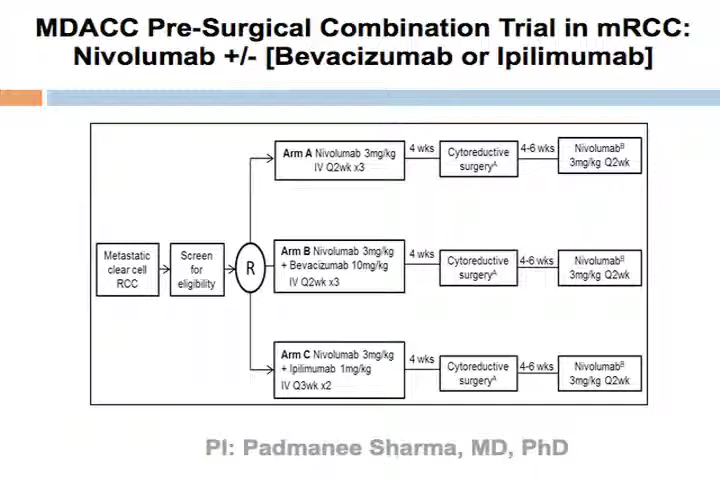 MDACC Pre-Surgical Combination Trial in mRCC:
Nivolumab +/- [Bevacizumab or Ipilimumab]
Arm A Nivolumab 3mg/kg
IV Q2wk x3
4 wks
Cytoreductive
surgeryᴬ
4-6 wks
Nivolumabᴮ
3mg/kg Q2wk
Metastatic
clear cell
RCC
Screen
for
eligibility
R
Arm B Nivolumab 3mg/kg
+ Bevacizumab 10mg/kg
IV Q2wk x3
4 wks
Cytoreductive
surgeryᴬ
4-6 wks
Nivolumabᴮ
3mg/kg Q2wk
Arm C Nivolumab 3mg/kg
+ Ipilimumab 1mg/kg
IV Q3wk x2
4 wks
Cytoreductive
surgeryᴬ
4-6 wks
Nivolumabᴮ
3mg/kg Q2wk
PI: Padmanee Sharma, MD, PhD